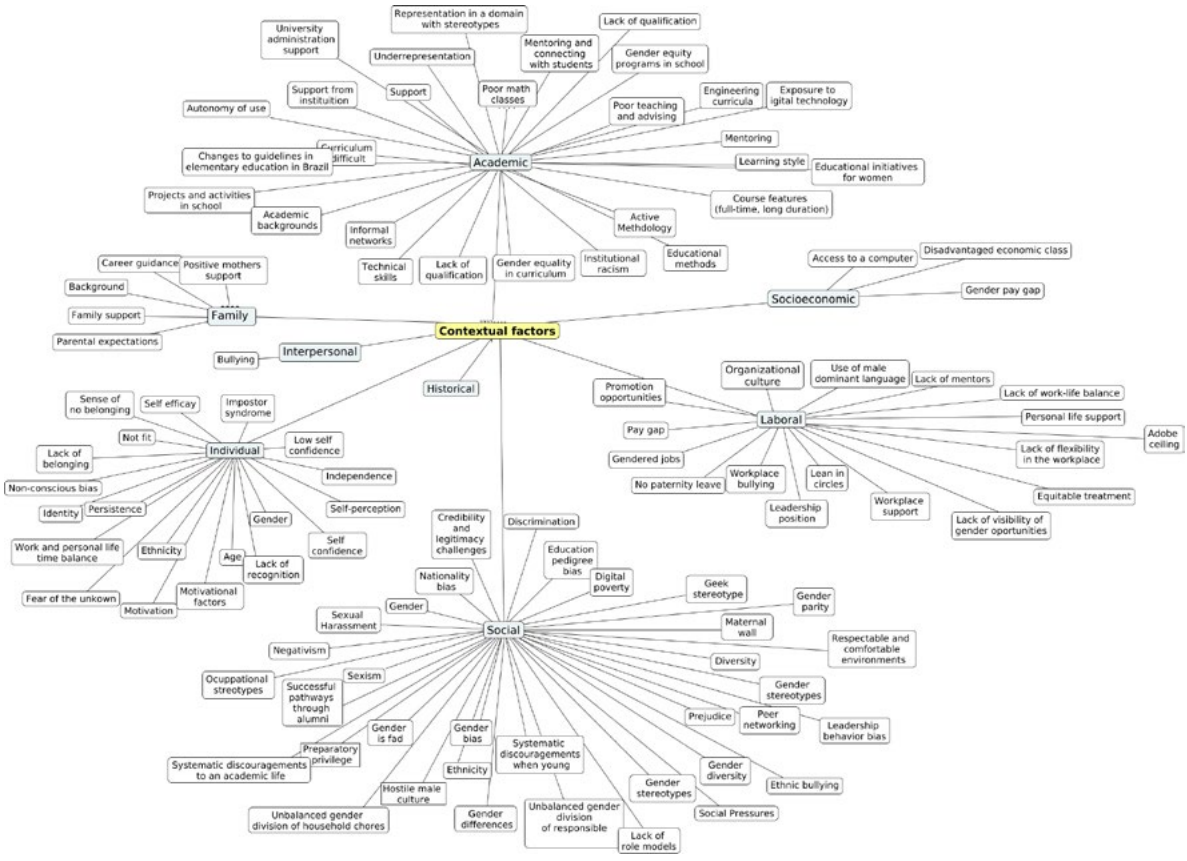 Representation in a domain
with stereotypes
Lack of qualification
University
administration
support
Underrepresentation
Mentoring and
connecting
with students
Gender equity
programs in school
Support from
instituition
Support
Poor math
classes
Poor teaching
and advising
Engineering
curricula
Exposure to
igital technology
Autonomy of use
Curriculum
difficult
Changes to guidelines in
elementary education in Brazil
Academic
Mentoring
Learning style
Educational initiatives
for women
Projects and activities
in school
Academic
backgrounds
Course features
(full-time, long duration)
Informal
networks
Active
Methdology
Technical
skills
Lack of
qualification
Gender equality
in curriculum
Institutional
racism
Educational
methods
Career guidance
Positive mothers
support
Background
Family support
Family
Parental expectations
Access to a computer
Disadvantaged economic class
Socioeconomic
Gender pay gap
Contextual factors
Interpersonal
Bullying
Historical
Promotion
opportunities
Organizational
culture
Use of male
dominant language
Lack of mentors
Lack of work-life balance
Pay gap
Laboral
Personal life support
Adobe
ceiling
Gendered jobs
Lack of flexibility
in the workplace
No paternity leave
Workplace
bullying
Lean in
circles
Equitable treatment
Leadership
position
Workplace
support
Lack of visibility of
gender oportunities
Sense of
no belonging
Self efficay
Impostor
syndrome
Not fit
Individual
Low self
confidence
Lack of
belonging
Independence
Non-conscious bias
Identity
Persistence
Gender
Self-perception
Work and personal life
time balance
Ethnicity
Age
Lack of
recognition
Self
confidence
Fear of the unkown
Motivation
Motivational
factors
Credibility
and
legitimacy
challenges
Discrimination
Education
pedigree
bias
Nationality
bias
Digital
poverty
Geek
stereotype
Gender
parity
Gender
Sexual
Harassment
Social
Maternal
wall
Respectable and
comfortable
environments
Negativism
Diversity
Ocuppational
streotypes
Sexism
Successful
pathways
through
alumni
Gender
stereotypes
Prejudice
Peer
networking
Leadership
behavior bias
Gender
is fad
Gender
bias
Systematic
discouragements
when young
Preparatory
privilege
Systematic discouragements
to an academic life
Ethnicity
Gender
diversity
Ethnic bullying
Hostile male
culture
Gender
stereotypes
Unbalanced gender
division of household chores
Gender
differences
Unbalanced gender
division
of responsible
Social Pressures
Lack of
role models